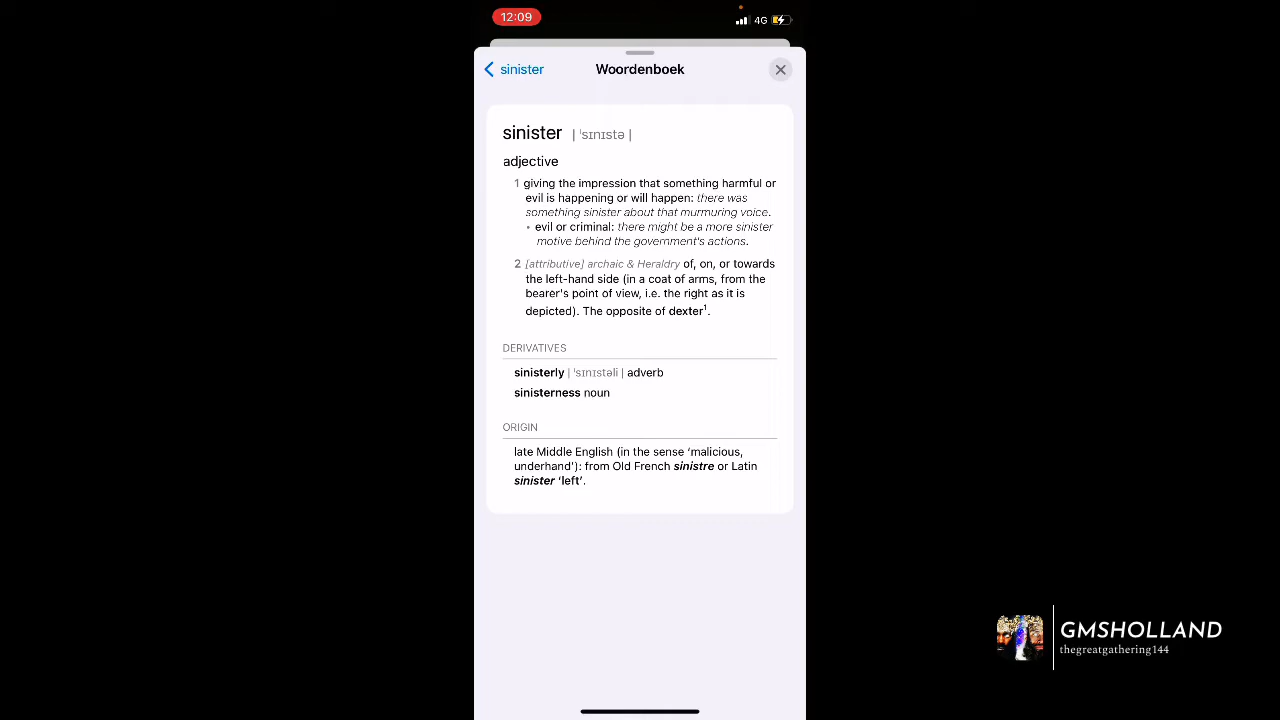 12:09
4G
sinister
Woordenboek
sinister | ˈsɪnɪstə |
adjective
1 giving the impression that something harmful or
evil is happening or will happen: there was
something sinister about that murmuring voice.
• evil or criminal: there might be a more sinister
motive behind the government's actions.
2 [attributive] archaic & Heraldry of, on, or towards
the left-hand side (in a coat of arms, from the
bearer's point of view, i.e. the right as it is
depicted). The opposite of dexter¹.
DERIVATIVES
sinisterly | ˈsɪnɪstəli | adverb
sinisterness noun
ORIGIN
late Middle English (in the sense ‘malicious,
underhand’): from Old French sinistre or Latin
sinister ‘left’.
GMSHOLLAND
thegreatgathering144